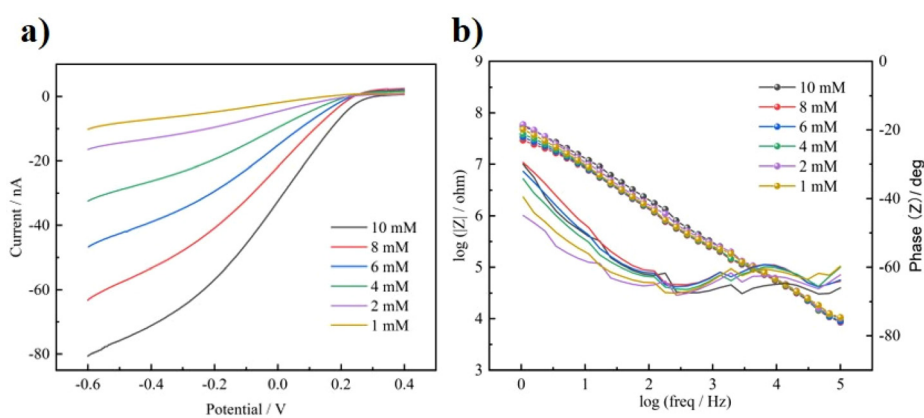 a)
0
-20
-40
-60
-80
Current / nA
10 mM
8 mM
6 mM
4 mM
2 mM
1 mM
-0.6
-0.4
-0.2
0.0
0.2
0.4
Potential / V
b)
9
8
7
6
5
4
3
log (|Z| / ohm)
10 mM
8 mM
6 mM
4 mM
2 mM
1 mM
0
-20
-40
-60
-80
Phase (Z) / deg
0
1
2
3
4
5
log (freq / Hz)